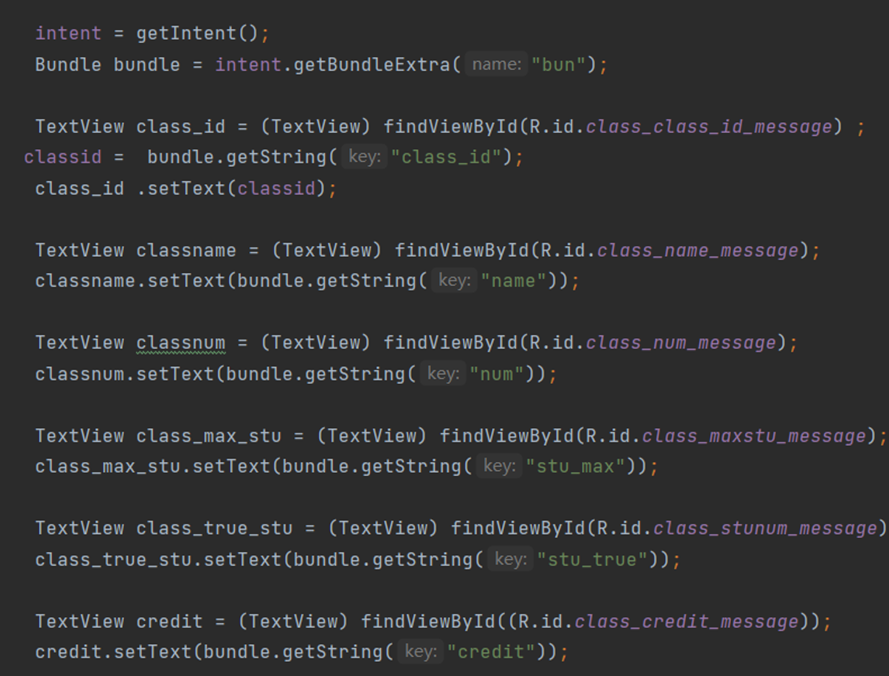 intent = getIntent();
Bundle bundle = intent.getBundleExtra( name: "bun");
TextView class_id = (TextView) findViewById(R.id.class_class_id_message) ;
classid =  bundle.getString( key: "class_id");
class_id .setText(classid);
TextView classname = (TextView) findViewById(R.id.class_name_message);
classname.setText(bundle.getString( key: "name"));
TextView classnum = (TextView) findViewById(R.id.class_num_message);
classnum.setText(bundle.getString( key: "num"));
TextView class_max_stu = (TextView) findViewById(R.id.class_maxstu_message);
class_max_stu.setText(bundle.getString( key: "stu_max"));
TextView class_true_stu = (TextView) findViewById(R.id.class_stunum_message)
class_true_stu.setText(bundle.getString( key: "stu_true"));
TextView credit = (TextView) findViewById((R.id.class_credit_message));
credit.setText(bundle.getString( key: "credit"));